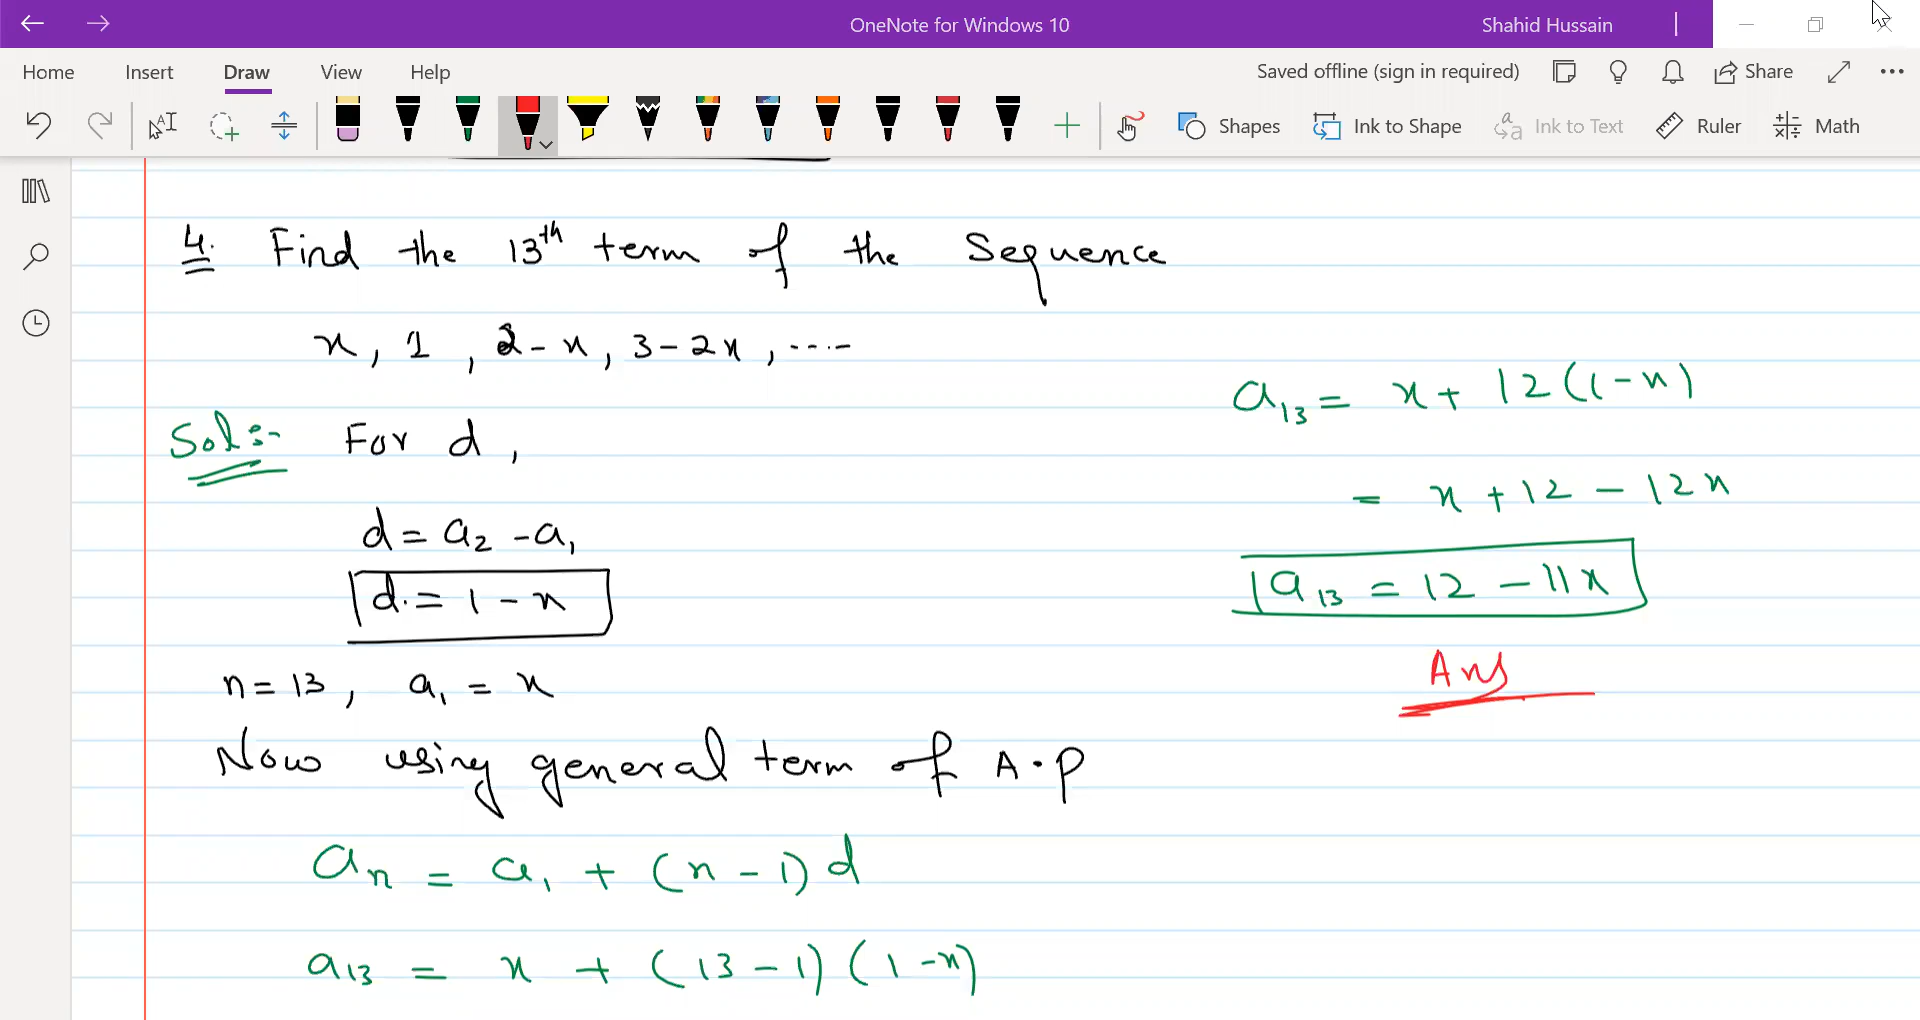 OneNote for Windows 10
Shahid Hussain
Home Insert Draw View Help
Saved offline (sign in required) Share
Shapes Ink to Shape Ink to Text Ruler Math
4. Find the 13th term of the Sequence
x, 1, 2-x, 3-2x, ....
Sol:- For d,
d = a2 - a1
d. = 1 - x
n = 13, a1 = x
Now using general term of A.P
an = a1 + (n - 1) d
a13 = x + (13 - 1) (1 - x)
a13 = x + 12(1 - x)
= x + 12 - 12x
a13 = 12 - 11x
Ans